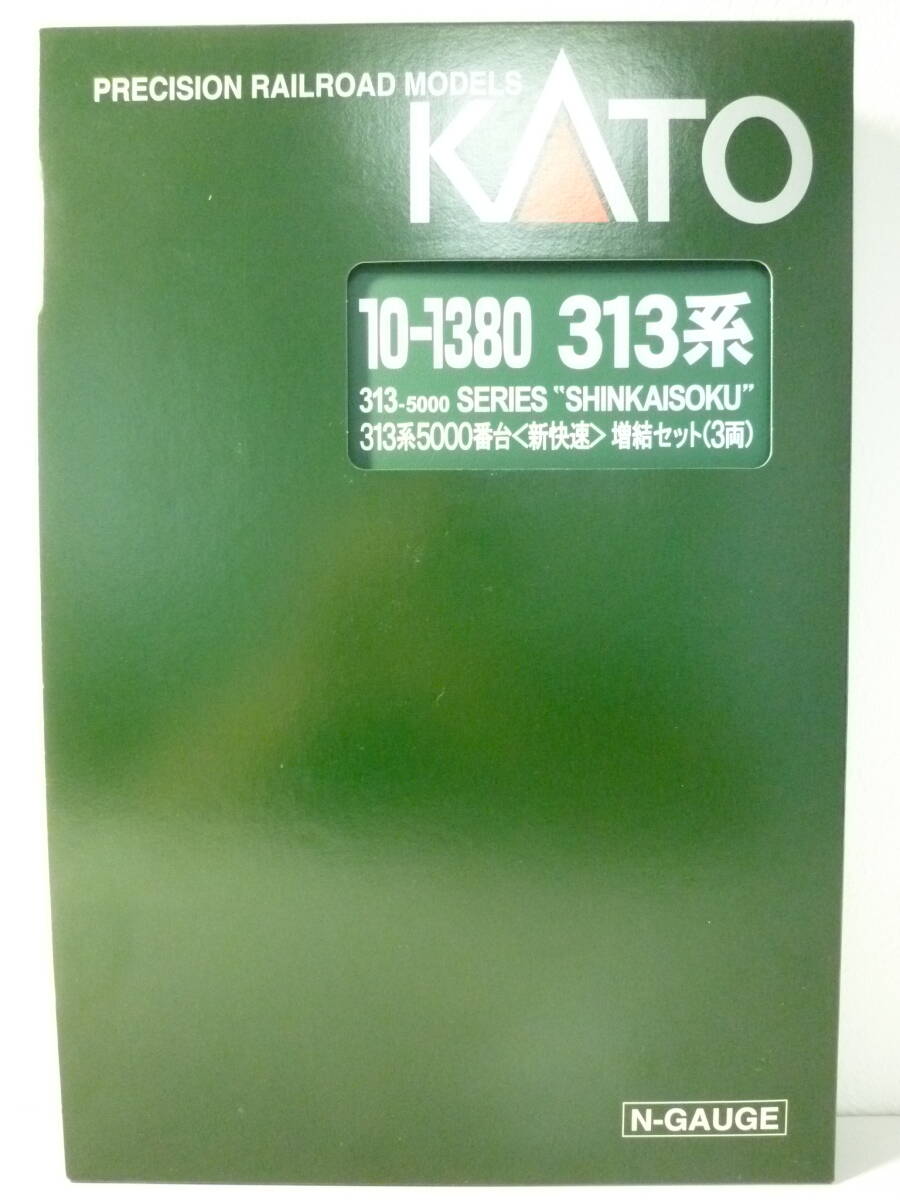 PRECISION RAILROAD MODELS
KATO
10-1380 313系
313-5000 SERIES "SHINKAISOKU"
313系5000番台<新快速> 増結セット(3両)
N-GAUGE